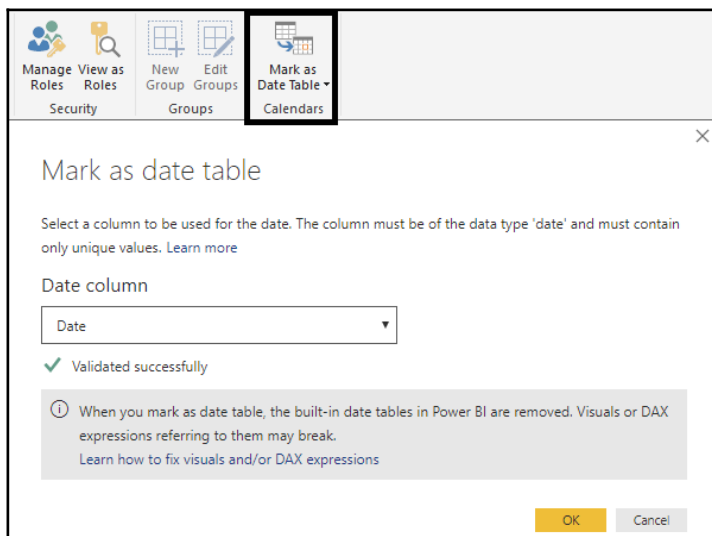 Manage View as New Edit Mark as
Roles Roles Group Groups Date Table
Security Groups Calendars
Mark as date table
Select a column to be used for the date. The column must be of the data type 'date' and must contain
only unique values. Learn more
Date column
Date
Validated successfully
When you mark as date table, the built-in date tables in Power BI are removed. Visuals or DAX
expressions referring to them may break.
Learn how to fix visuals and/or DAX expressions
OK Cancel